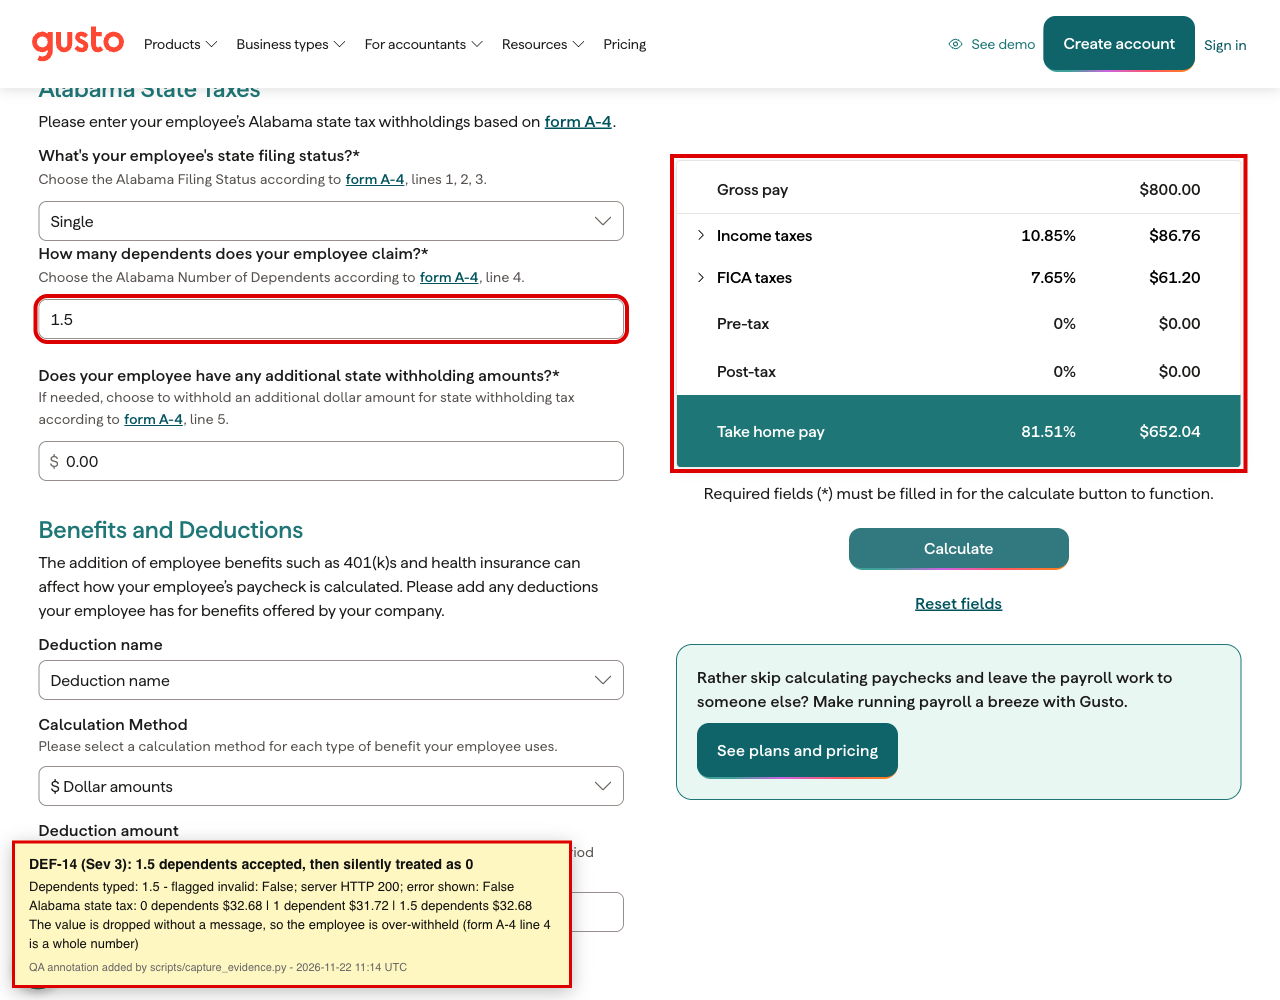 gusto
Products
Business types
For accountants
Resources
Pricing
See demo
Create account
Sign in
Alabama State Taxes
Please enter your employee's Alabama state tax withholdings based on form A-4.
What's your employee's state filing status?*
Choose the Alabama Filing Status according to form A-4, lines 1, 2, 3.
Single
How many dependents does your employee claim?*
Choose the Alabama Number of Dependents according to form A-4, line 4.
1.5
Does your employee have any additional state withholding amounts?*
If needed, choose to withhold an additional dollar amount for state withholding tax
according to form A-4, line 5.
$ 0.00
Benefits and Deductions
The addition of employee benefits such as 401(k)s and health insurance can
affect how your employee's paycheck is calculated. Please add any deductions
your employee has for benefits offered by your company.
Deduction name
Deduction name
Calculation Method
Please select a calculation method for each type of benefit your employee uses.
$ Dollar amounts
Deduction amount
DEF-14 (Sev 3): 1.5 dependents accepted, then silently treated as 0
Dependents typed: 1.5 - flagged invalid: False; server HTTP 200; error shown: False
Alabama state tax: 0 dependents $32.68 | 1 dependent $31.72 | 1.5 dependents $32.68
The value is dropped without a message, so the employee is over-withheld (form A-4 line 4
is a whole number)
QA annotation added by scripts/capture_evidence.py - 2026-11-22 11:14 UTC
Gross pay $800.00
Income taxes 10.85% $86.76
FICA taxes 7.65% $61.20
Pre-tax 0% $0.00
Post-tax 0% $0.00
Take home pay 81.51% $652.04
Required fields (*) must be filled in for the calculate button to function.
Calculate
Reset fields
Rather skip calculating paychecks and leave the payroll work to
someone else? Make running payroll a breeze with Gusto.
See plans and pricing